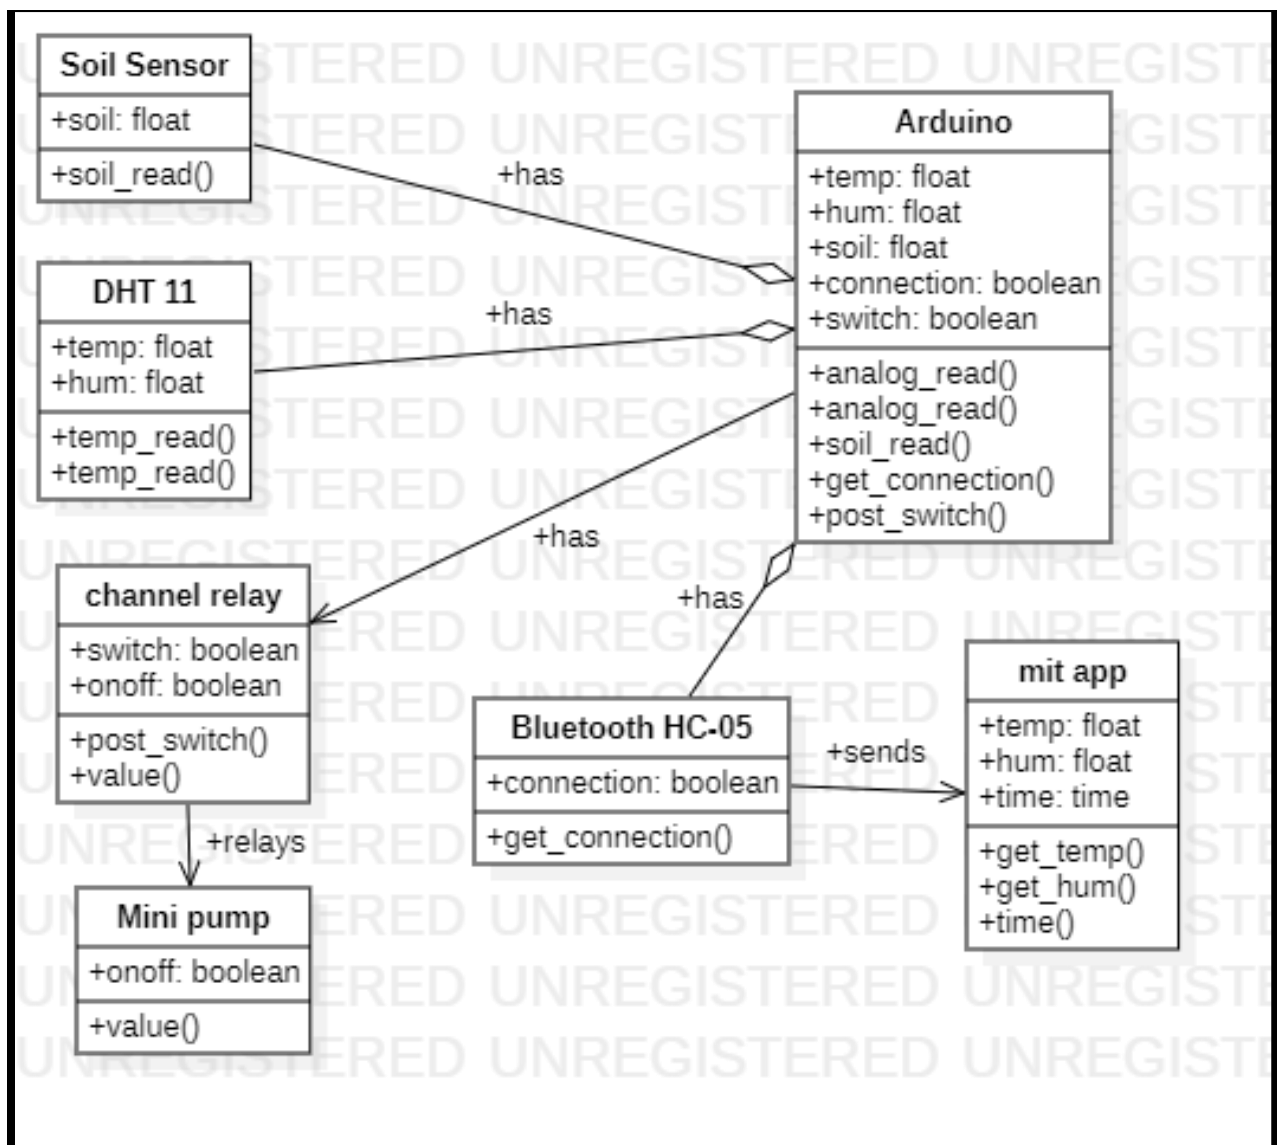 Soil Sensor
+soil: float
+soil_read()
+has
Arduino
+temp: float
+hum: float
+soil: float
+connection: boolean
+switch: boolean
+analog_read()
+analog_read()
+soil_read()
+get_connection()
+post_switch()
DHT 11
+temp: float
+hum: float
+temp_read()
+temp_read()
+has
+has
channel relay
+switch: boolean
+onoff: boolean
+post_switch()
+value()
+has
+relays
Mini pump
+onoff: boolean
+value()
Bluetooth HC-05
+connection: boolean
+get_connection()
+sends
mit app
+temp: float
+hum: float
+time: time
+get_temp()
+get_hum()
+time()
UNREGISTERED UNREGISTERED UNREGISTE